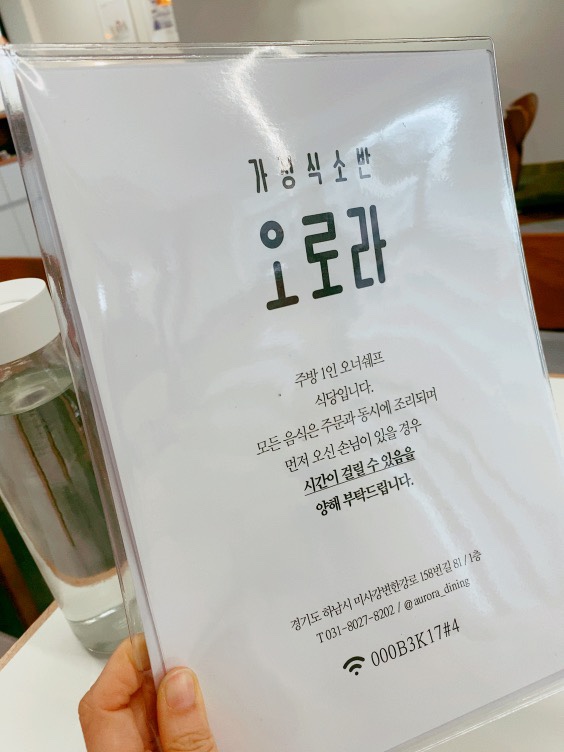 가정식소반
오로라
주방 1인 오너쉐프
식당입니다.
모든 음식은 주문과 동시에 조리되며
먼저 오신 손님이 있을 경우
시간이 걸릴 수 있음을
양해 부탁드립니다.
경기도 하남시 미사강변한강로 158번길 81 / 1층
T 031-8027-8202 / @aurora_dining
000B3K17#4